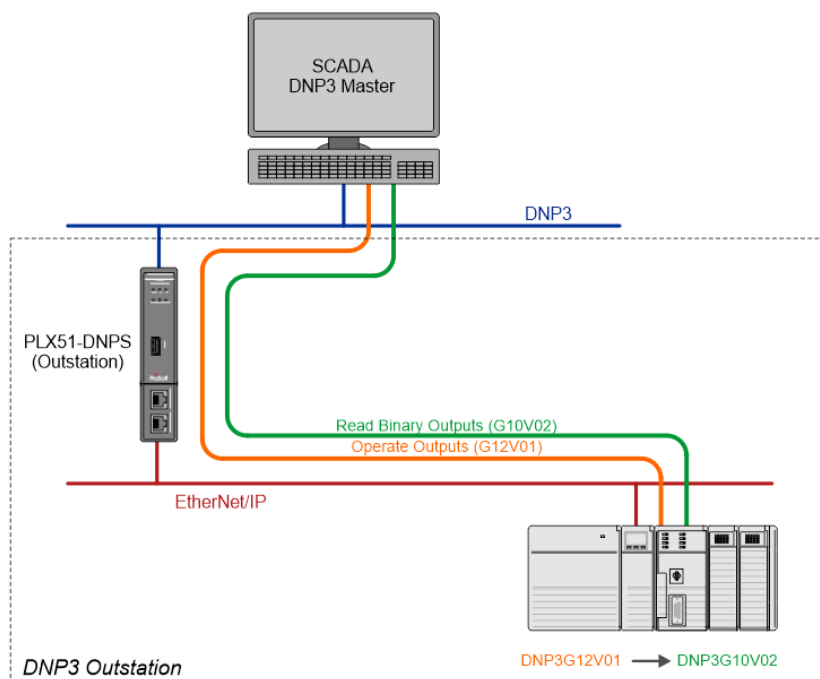 SCADA
DNP3 Master
DNP3
PLX51-DNPS
(Outstation)
ProSoft
Read Binary Outputs (G10V02)
Operate Outputs (G12V01)
EtherNet/IP
DNP3G12V01
DNP3G10V02
DNP3 Outstation